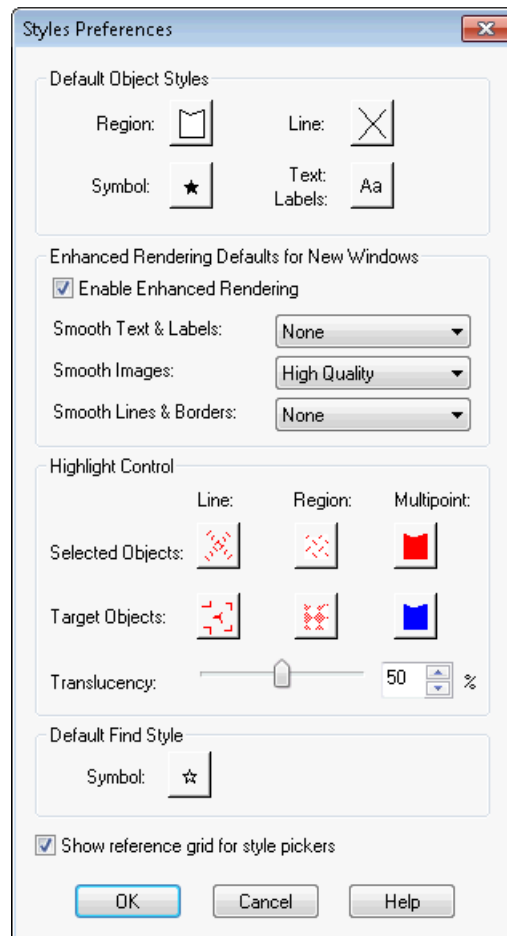 Styles Preferences
Default Object Styles
Region:
Line:
Symbol:
Text:
Labels:
Aa
Enhanced Rendering Defaults for New Windows
Enable Enhanced Rendering
Smooth Text & Labels:
None
Smooth Images:
High Quality
Smooth Lines & Borders:
None
Highlight Control
Line:
Region:
Multipoint:
Selected Objects:
Target Objects:
Translucency:
50
%
Default Find Style
Symbol:
Show reference grid for style pickers
OK
Cancel
Help